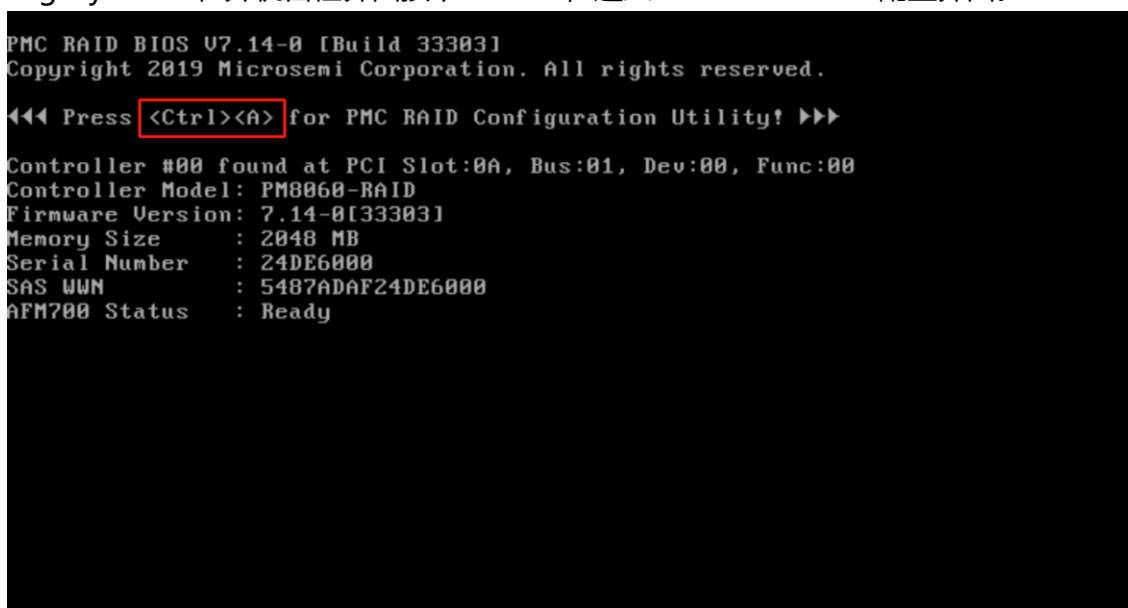 PMC RAID BIOS V7.14-0 [Build 33303]
Copyright 2019 Microsemi Corporation. All rights reserved.
◀◀◀ Press <Ctrl><A> for PMC RAID Configuration Utility! ▶▶▶
Controller #00 found at PCI Slot:0A, Bus:01, Dev:00, Func:00
Controller Model: PM8060-RAID
Firmware Version: 7.14-0[33303]
Memory Size : 2048 MB
Serial Number : 24DE6000
SAS WWN : 5487ADAF24DE6000
AFM700 Status : Ready